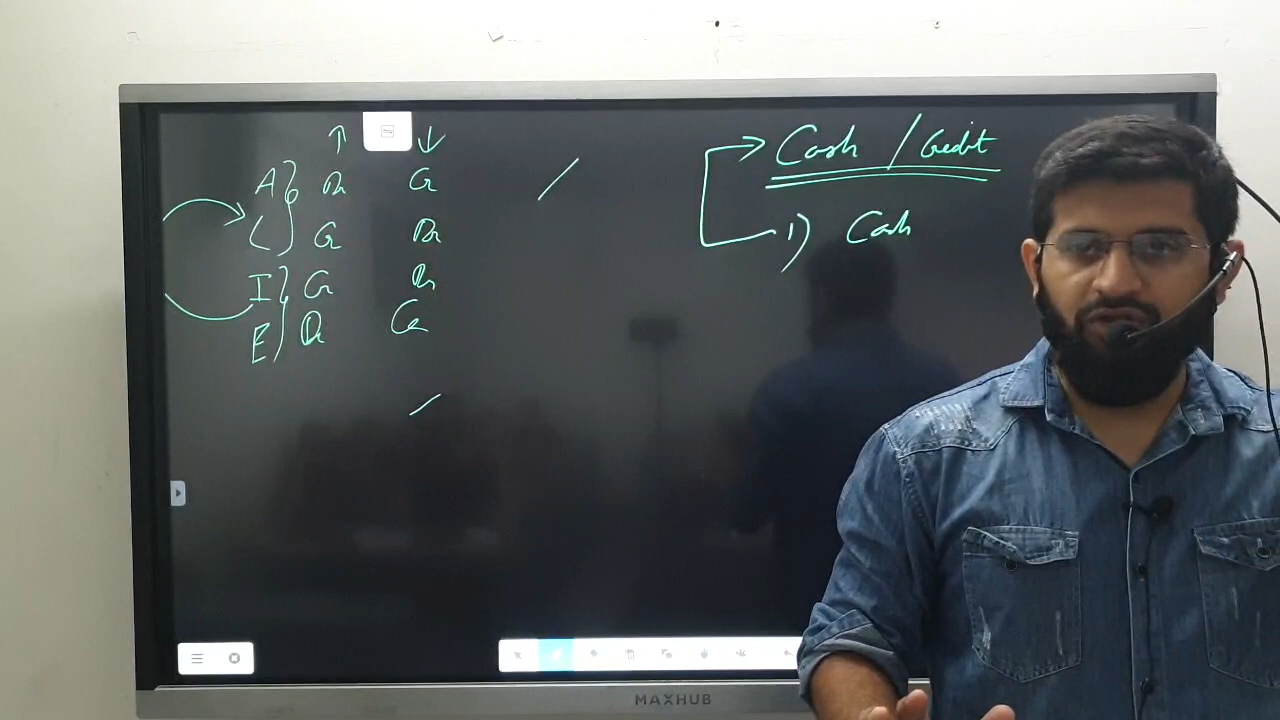 ↑ ↓
A} Dr Cr / Cash / Credit
L} Cr Dr 1) Cash
I} Cr Dr
E} Dr Cr
MAXHUB